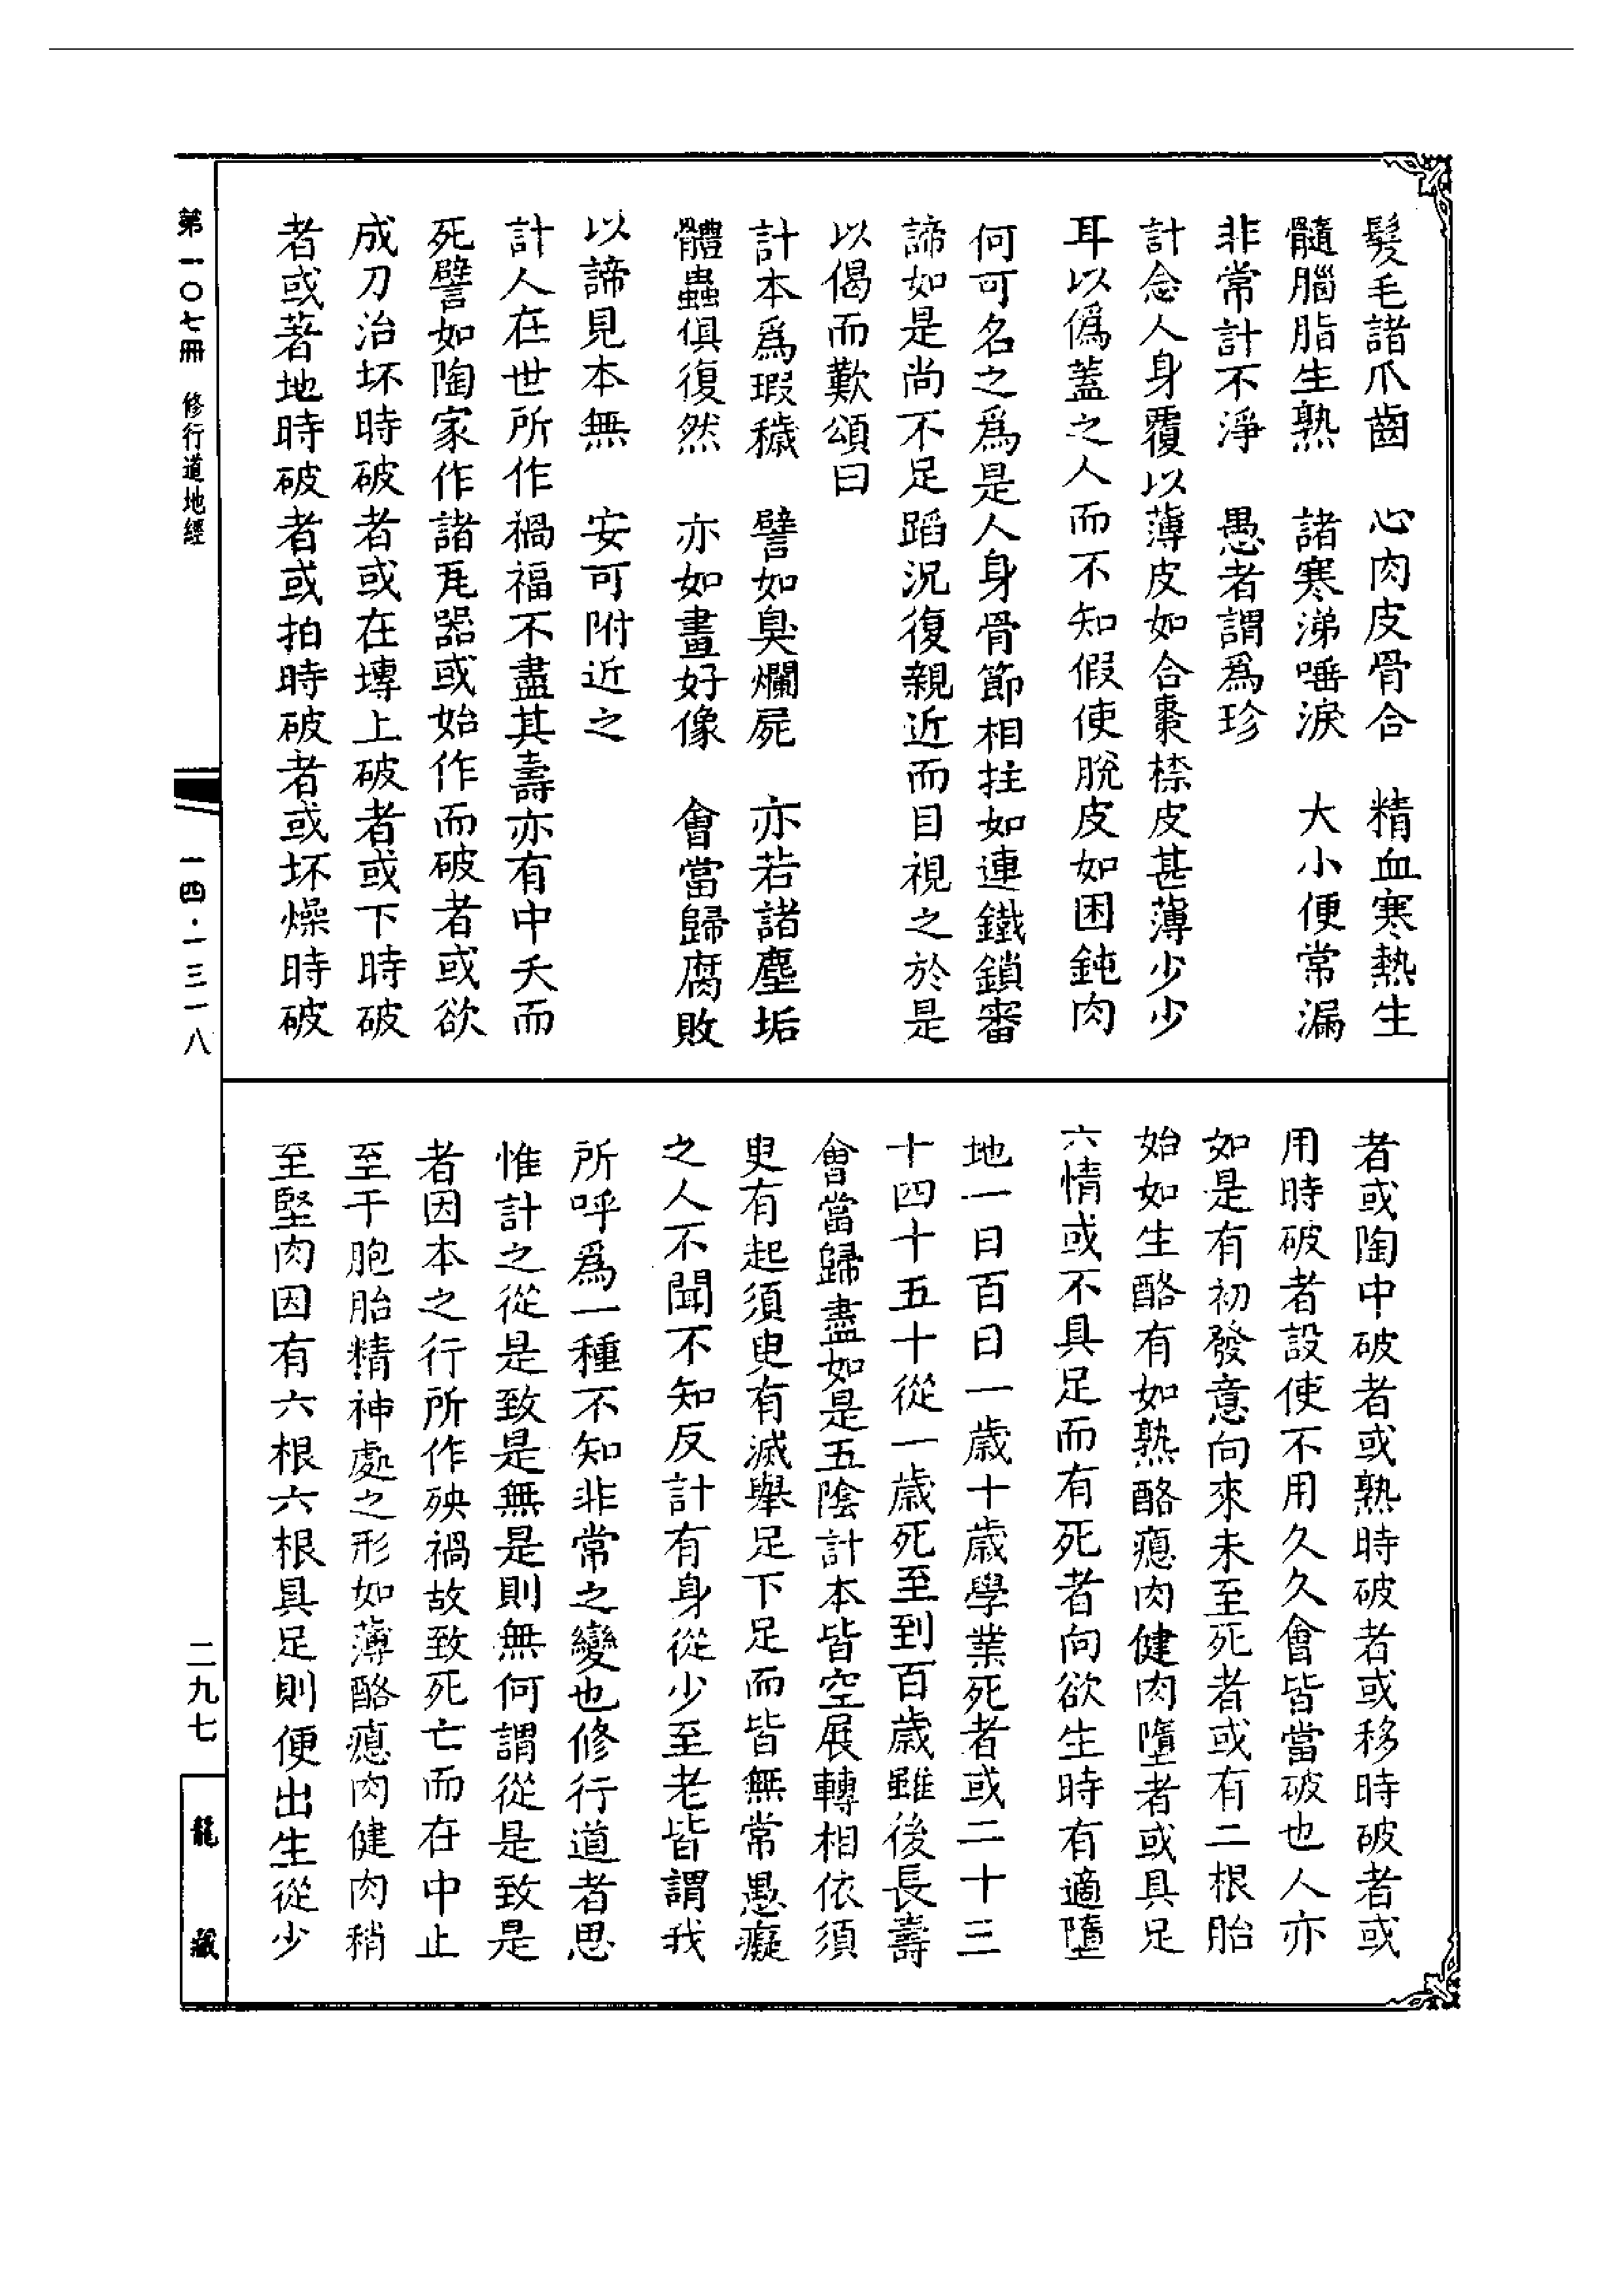 髮毛諸爪齒　心肉皮骨合　精血寒熱生
髓腦脂生熟　諸寒涕唾淚　大小便常漏
非常計不淨　愚者謂爲珍
計念人身覆以薄皮如合棗㮈皮甚薄少少
耳以僞蓋之人而不知假使脫皮如困鈍肉
何可名之爲是人身骨節相拄如連鐵鎖審
諦如是尚不足蹈況復親近而目視之於是
以偈而歎頌曰
計本爲瑕穢　譬如臭爛屍　亦若諸塵垢
體蟲俱復然　亦如畫好像　會當歸腐敗
以諦見本無　安可附近之
計人在世所作禍福不盡其壽亦有中夭而
死譬如陶家作諸瓦器或始作而破者或欲
成刀治坏時破者或在塼上破者或下時破
者或著地時破者或拍時破者或坏燥時破
者或陶中破者或熟時破者或移時破者或
用時破者設使不用久久會皆當破也人亦
如是有初發意向來未至死者或有二根胎
始如生酪有如熟酪瘜肉健肉墮者或具足
六情或不具足而有死者向欲生時有適墮
地一日百日一歲十歲學業死者或二十三
十四十五十從一歲死至到百歲雖後長壽
會當歸盡如是五陰計本皆空展轉相依須
臾有起須臾有滅舉足下足而皆無常愚癡
之人不聞不知反計有身從少至老皆謂我
所呼爲一種不知非常之變也修行道者思
惟計之從是致是無是則無何謂從是致是
者因本之行所作殃禍故致死亡而在中止
至干胞胎精神處之形如薄酪瘜肉健肉稍
至堅肉因有六根六根具足則便出生從少
第一〇七冊　修行道地經
一四·一三一八
二九七
龍藏